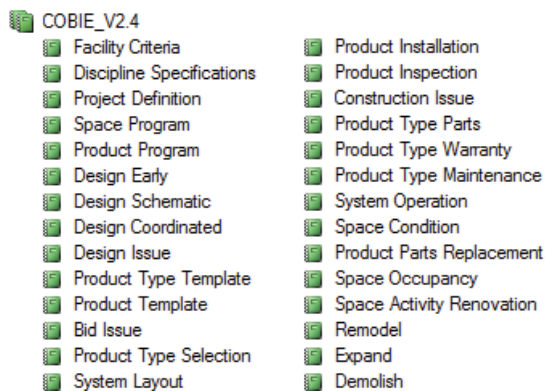 COBIE_V2.4
Facility Criteria
Discipline Specifications
Project Definition
Space Program
Product Program
Design Early
Design Schematic
Design Coordinated
Design Issue
Product Type Template
Product Template
Bid Issue
Product Type Selection
System Layout
Product Installation
Product Inspection
Construction Issue
Product Type Parts
Product Type Warranty
Product Type Maintenance
System Operation
Space Condition
Product Parts Replacement
Space Occupancy
Space Activity Renovation
Remodel
Expand
Demolish